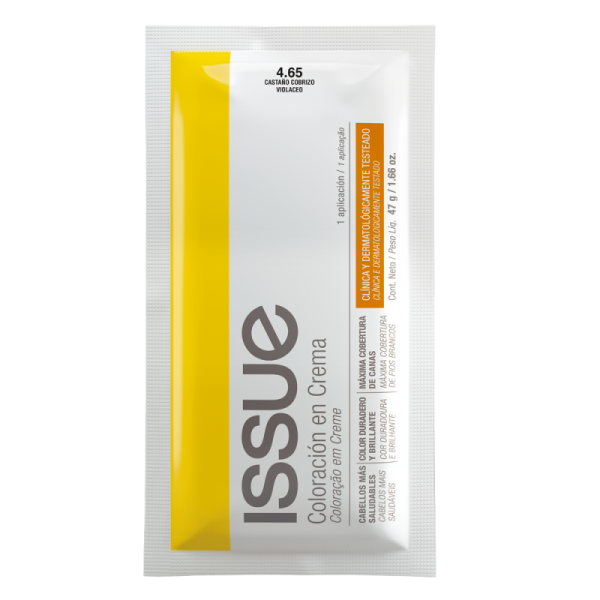 4.65
CASTAÑO COBRIZO
VIOLACEO
ISSUE
Coloración en Crema
Coloração em Creme
1 aplicación / 1 aplicação
CLÍNICA Y DERMATOLÓGICAMENTE TESTEADO
CLÍNICA E DERMATOLOGICAMENTE TESTADO
Cont. Neto / Peso Líq. 47 g / 1.66 oz.
CABELLOS MÁS
SALUDABLES
CABELOS MAIS
SAUDÁVEIS
COLOR DURADERO
Y BRILLANTE
COR DURADOURA
E BRILHANTE
MÁXIMA COBERTURA
DE CANAS
MÁXIMA COBERTURA
DE FIOS BRANCOS